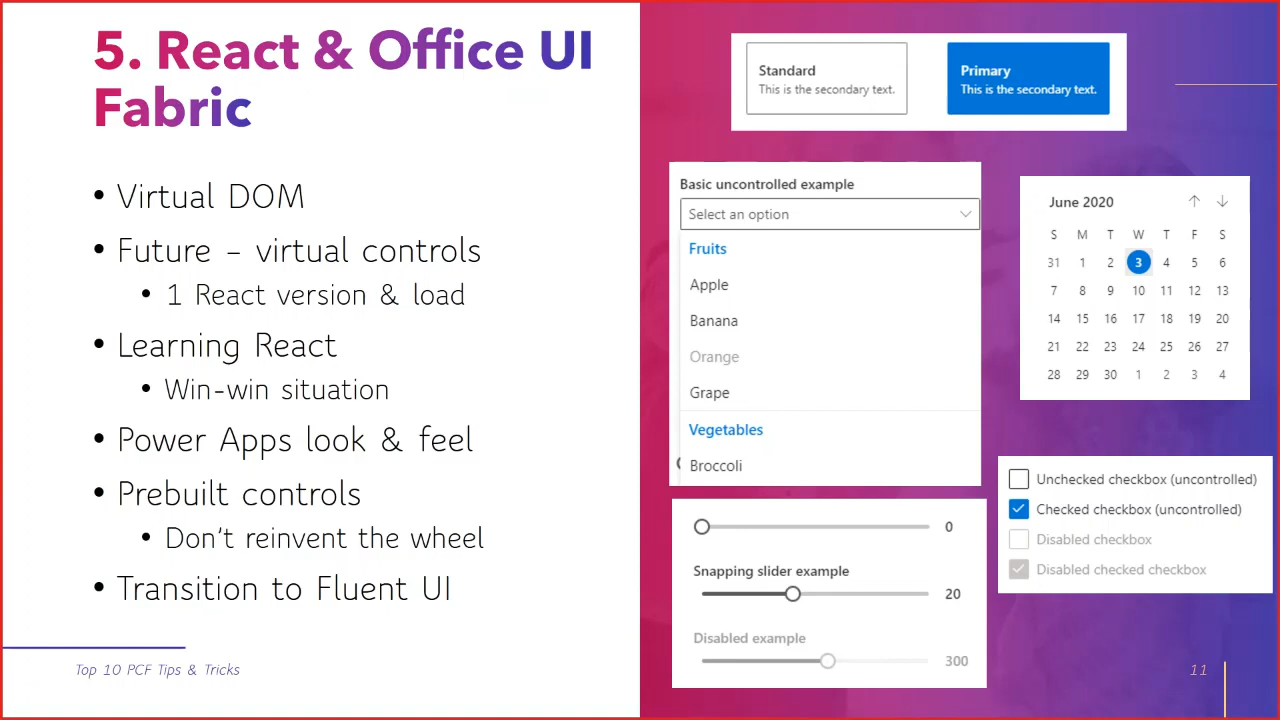 5. React & Office UI
Fabric
• Virtual DOM
• Future – virtual controls
• 1 React version & load
• Learning React
• Win-win situation
• Power Apps look & feel
• Prebuilt controls
• Don't reinvent the wheel
• Transition to Fluent UI
Top 10 PCF Tips & Tricks
Standard
This is the secondary text.
Primary
This is the secondary text.
Basic uncontrolled example
Select an option
Fruits
Apple
Banana
Orange
Grape
Vegetables
Broccoli
June 2020
S M T W T F S
31 1 2 3 4 5 6
7 8 9 10 11 12 13
14 15 16 17 18 19 20
21 22 23 24 25 26 27
28 29 30 1 2 3 4
0
Snapping slider example
20
Disabled example
300
Unchecked checkbox (uncontrolled)
Checked checkbox (uncontrolled)
Disabled checkbox
Disabled checked checkbox
11